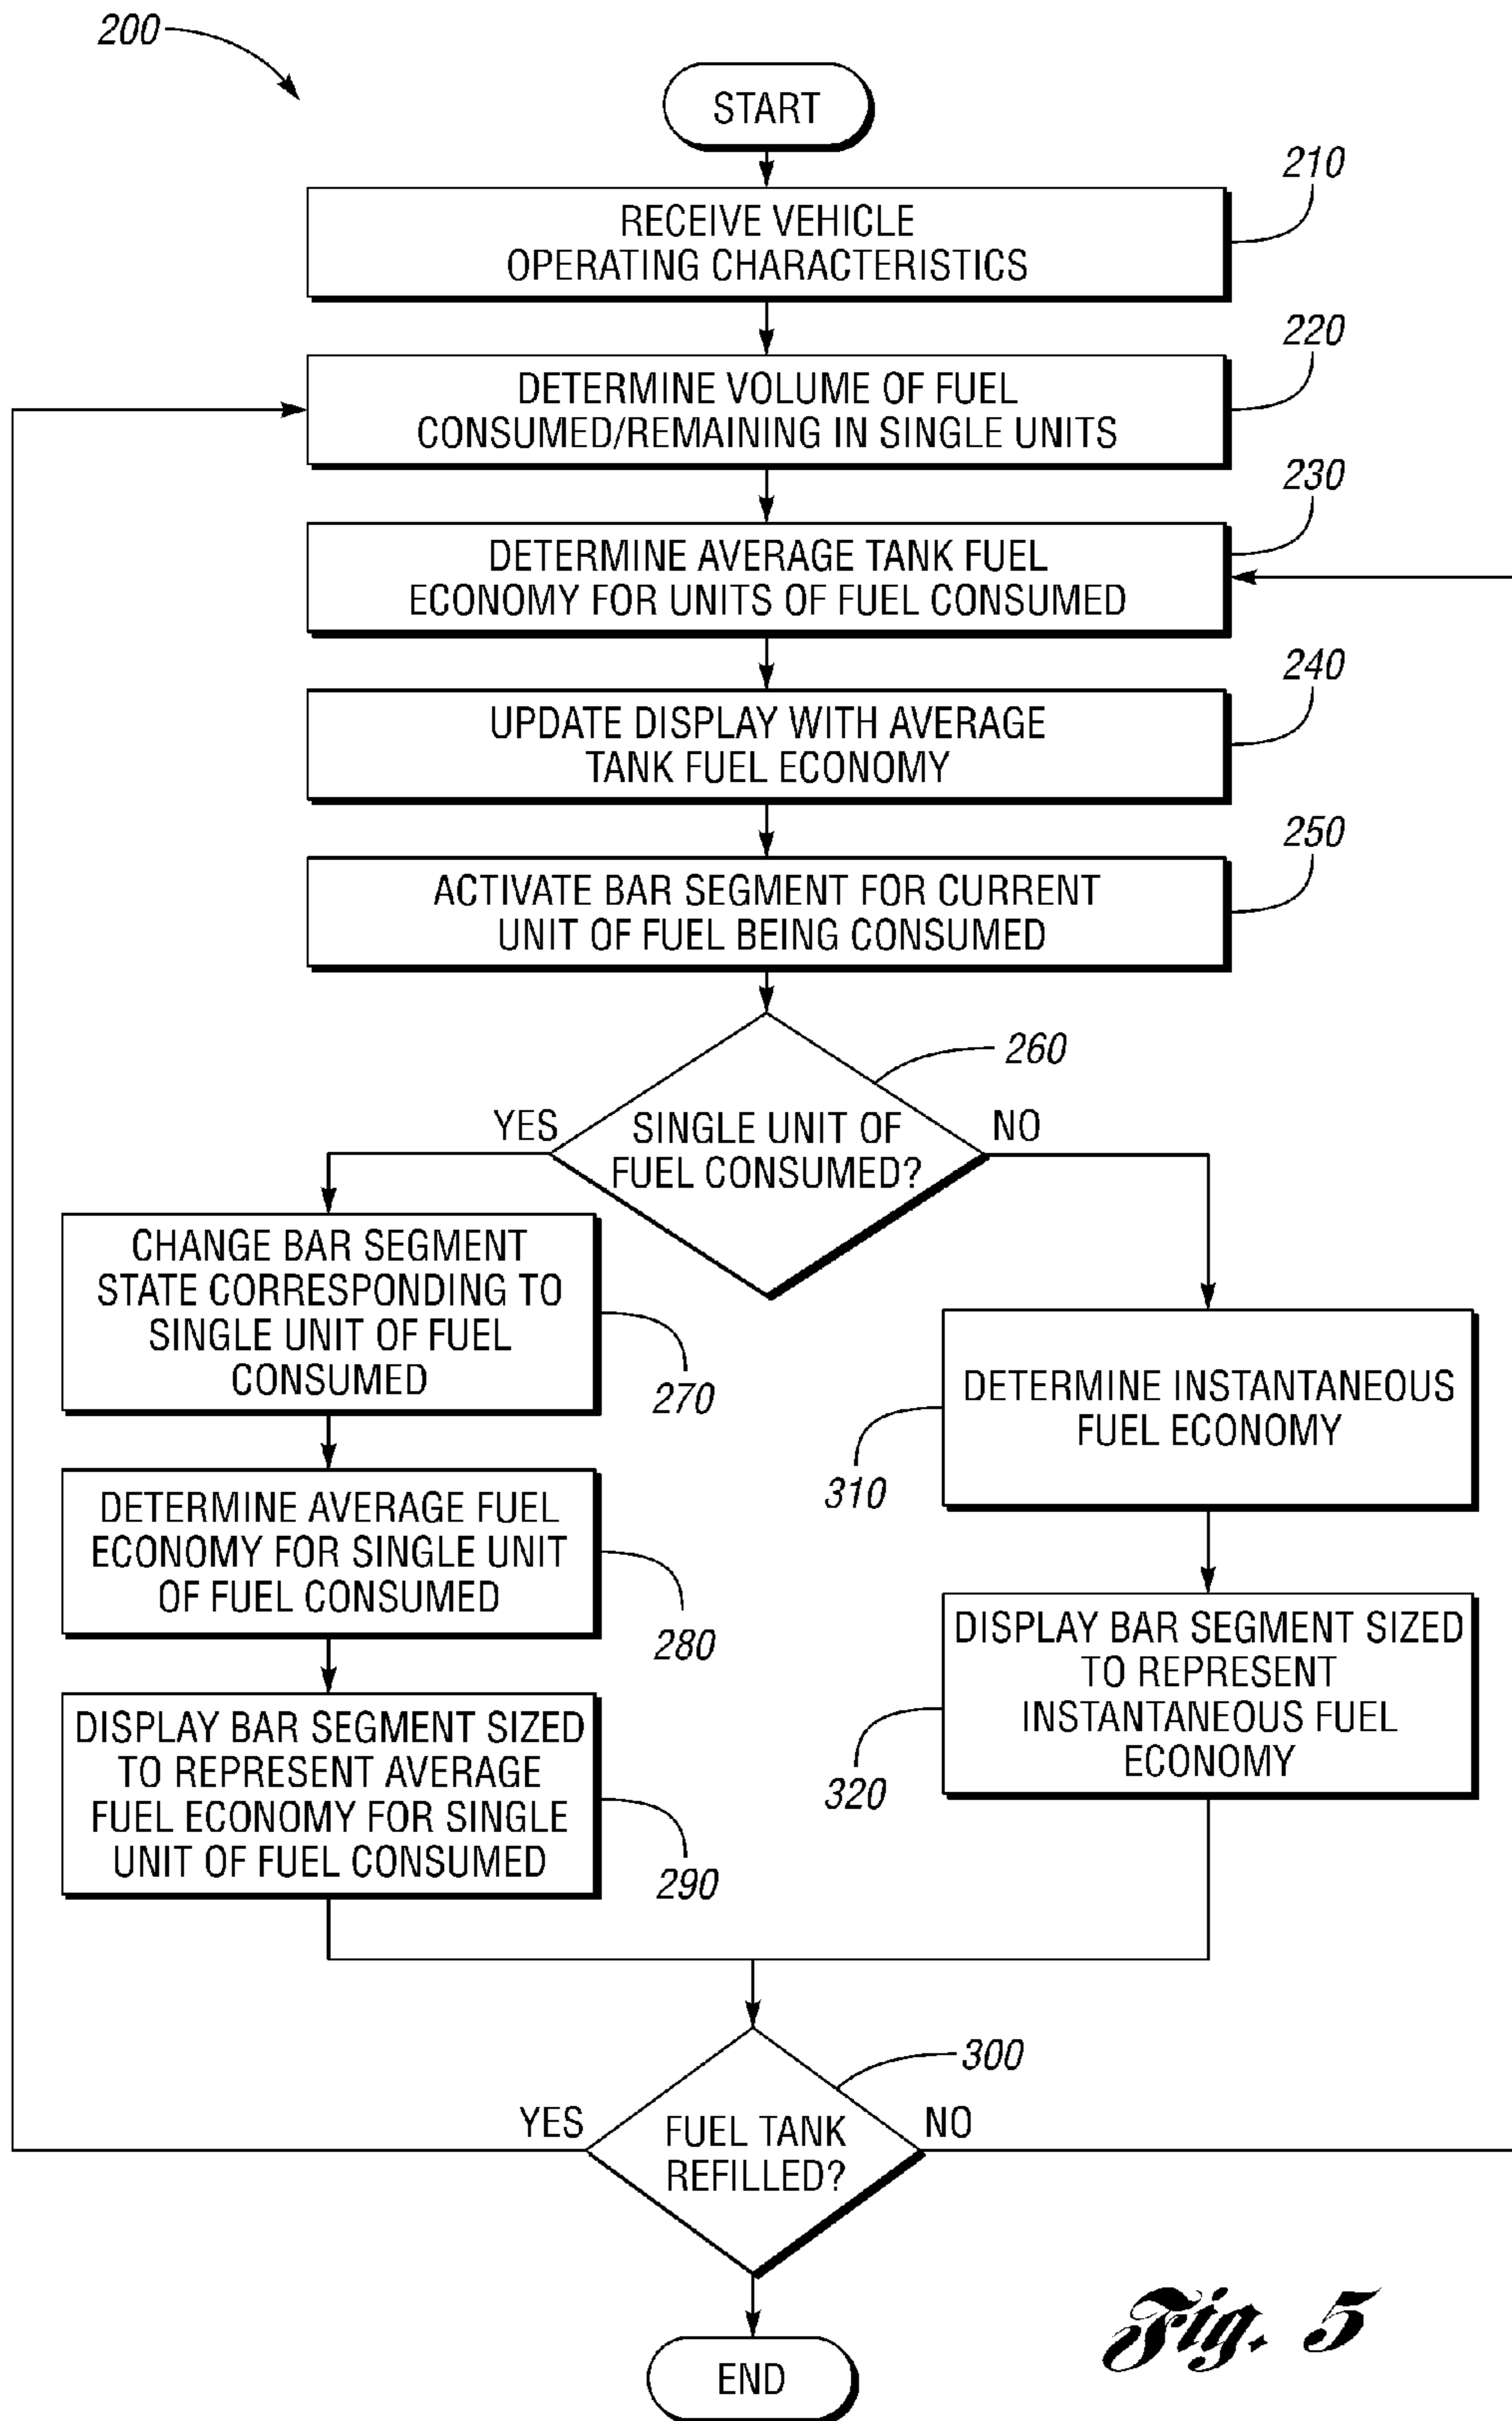 200
START
210
RECEIVE VEHICLE
OPERATING CHARACTERISTICS
220
DETERMINE VOLUME OF FUEL
CONSUMED/REMAINING IN SINGLE UNITS
230
DETERMINE AVERAGE TANK FUEL
ECONOMY FOR UNITS OF FUEL CONSUMED
240
UPDATE DISPLAY WITH AVERAGE
TANK FUEL ECONOMY
250
ACTIVATE BAR SEGMENT FOR CURRENT
UNIT OF FUEL BEING CONSUMED
260
YES
SINGLE UNIT OF
FUEL CONSUMED?
NO
CHANGE BAR SEGMENT
STATE CORRESPONDING TO
SINGLE UNIT OF FUEL
CONSUMED
270
DETERMINE AVERAGE FUEL
ECONOMY FOR SINGLE UNIT
OF FUEL CONSUMED
280
DISPLAY BAR SEGMENT SIZED
TO REPRESENT AVERAGE
FUEL ECONOMY FOR SINGLE
UNIT OF FUEL CONSUMED
290
DETERMINE INSTANTANEOUS
FUEL ECONOMY
310
DISPLAY BAR SEGMENT SIZED
TO REPRESENT
INSTANTANEOUS FUEL
ECONOMY
320
300
YES
FUEL TANK
REFILLED?
NO
END
Fig. 5